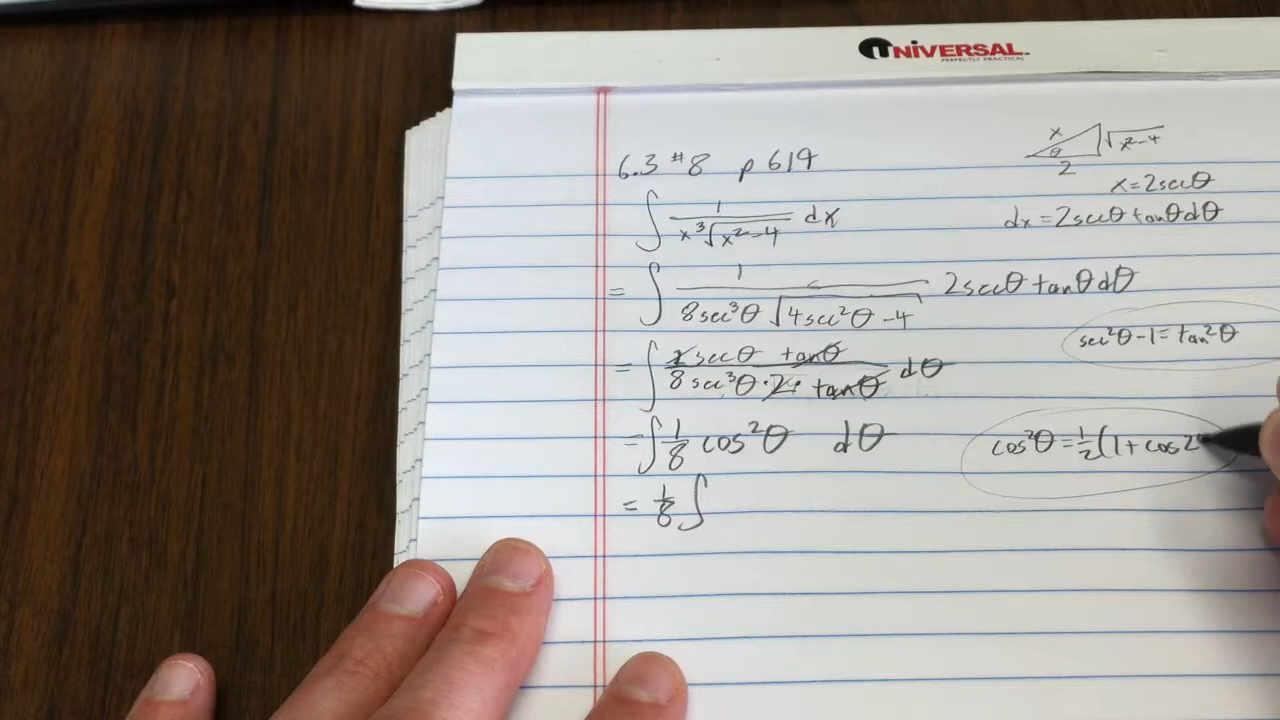 UNIVERSAL
PERFECTLY PRACTICAL
6.3 #8 p 619
x θ 2 √x²-4
x = 2secθ
∫ 1/(x³√x²-4) dx
dx = 2secθ tanθ dθ
= ∫ 1/(8sec³θ √4sec²θ -4) 2secθ tanθ dθ
sec²θ -1 = tan²θ
= ∫ (2secθ tanθ)/(8sec³θ · 2 · tanθ) dθ
= ∫ 1/8 cos²θ dθ
cos²θ = 1/2 (1 + cos2
= 1/8 ∫